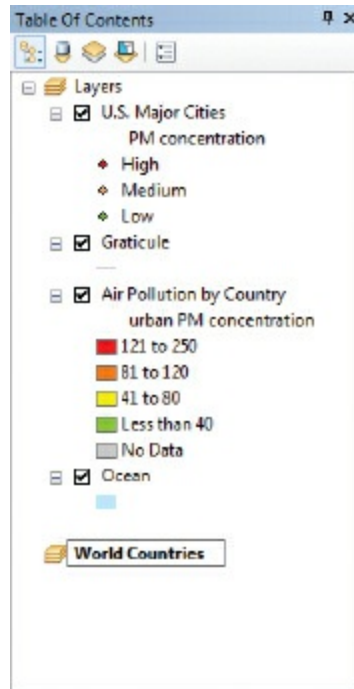 Table Of Contents
Layers
U.S. Major Cities
PM concentration
High
Medium
Low
Graticule
Air Pollution by Country
urban PM concentration
121 to 250
81 to 120
41 to 80
Less than 40
No Data
Ocean
World Countries